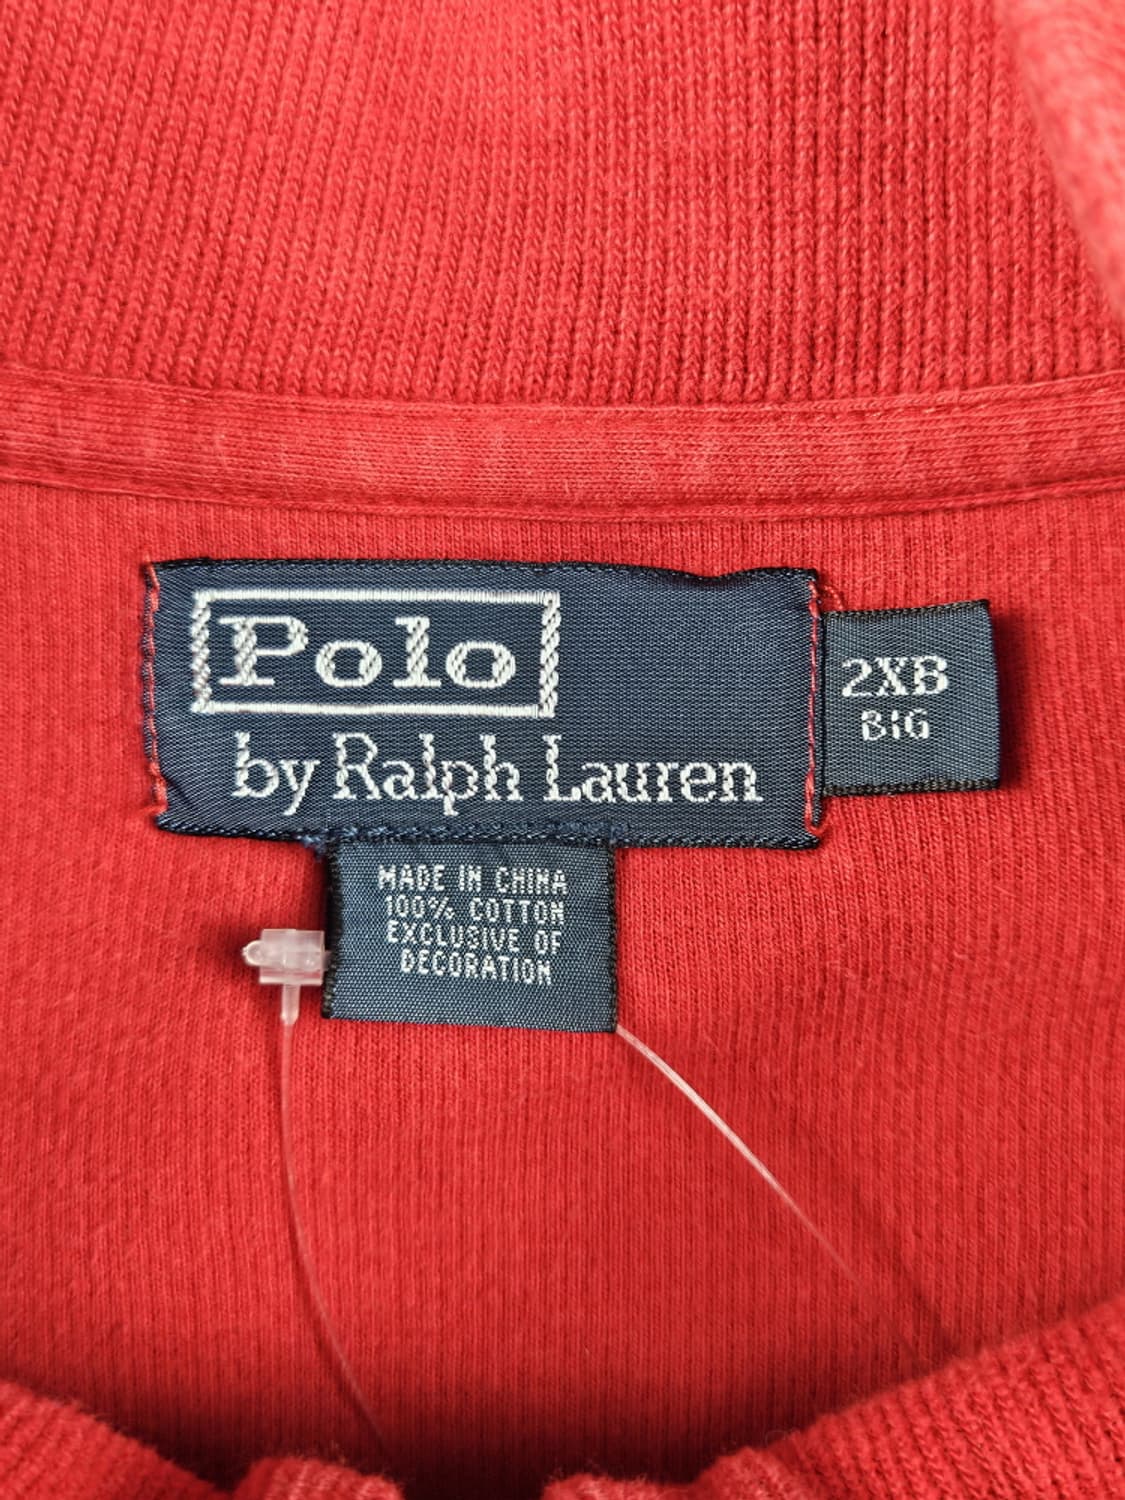 Polo
by Ralph Lauren
2XB
BIG
MADE IN CHINA
100% COTTON
EXCLUSIVE OF
DECORATION